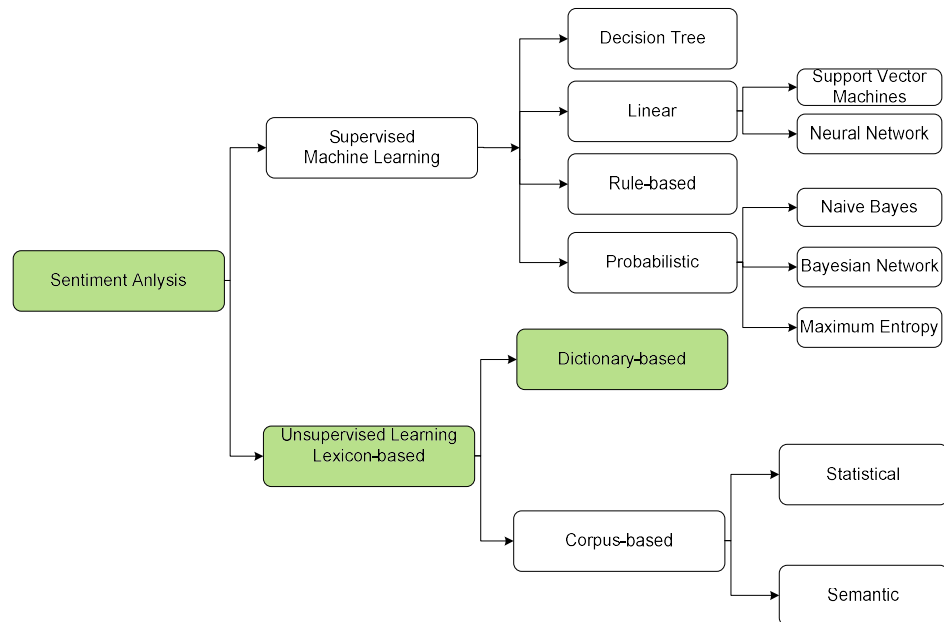 Decision Tree
Support Vector
Machines
Linear
Neural Network
Supervised
Machine Learning
Rule-based
Naive Bayes
Probabilistic
Bayesian Network
Sentiment Anlysis
Maximum Entropy
Dictionary-based
Unsupervised Learning
Lexicon-based
Statistical
Corpus-based
Semantic